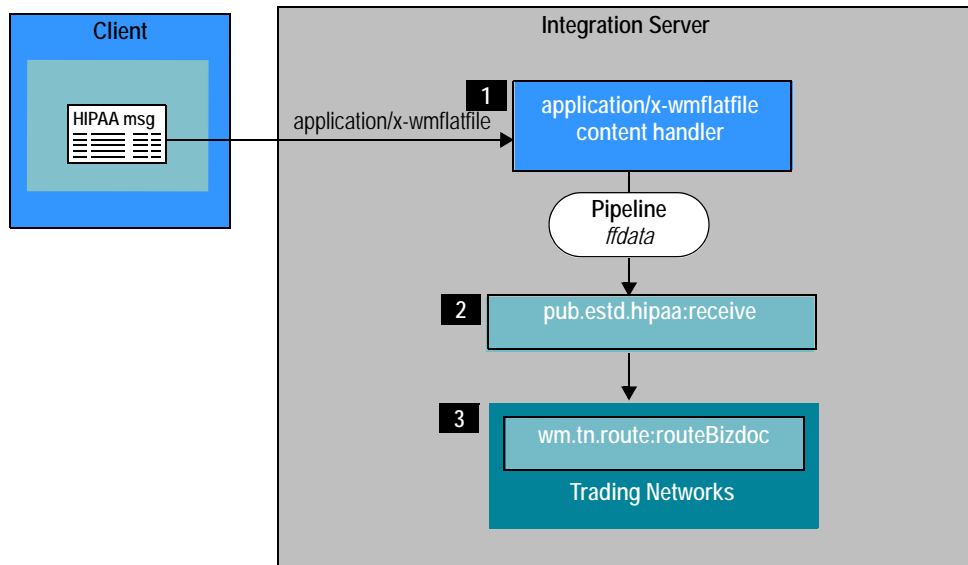 Client
HIPAA msg
application/x-wmflatfile
Integration Server
1
application/x-wmflatfile
content handler
Pipeline
ffdata
2
pub.estd.hipaa:receive
3
wm.tn.route:routeBizdoc
Trading Networks